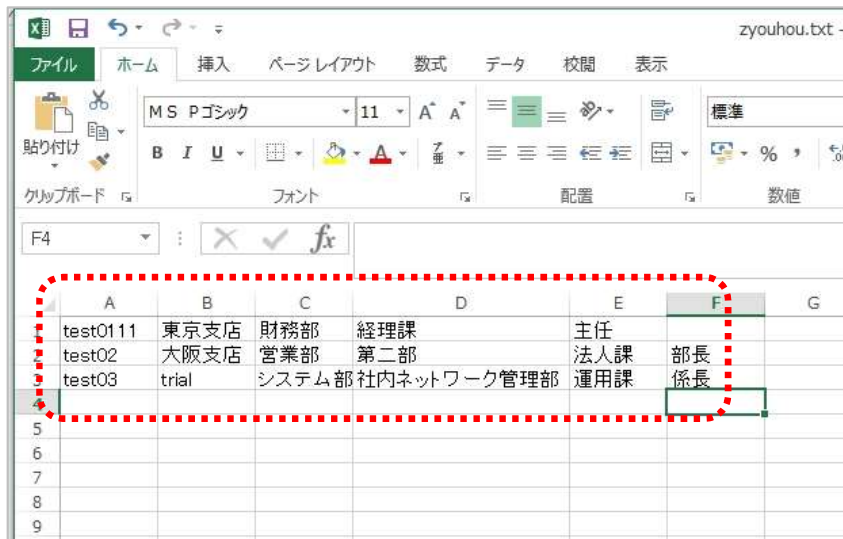 zyouhou.txt -
ファイル ホーム 挿入 ページ レイアウト 数式 データ 校閲 表示
貼り付け
MS Pゴシック 11 A A 標準
B I U A ア 亜 % ,
クリップボード フォント 配置 数値
F4 fx
A B C D E F G
1 test0111 東京支店 財務部 経理課 主任
2 test02 大阪支店 営業部 第二部 法人課 部長
3 test03 trial システム部 社内ネットワーク管理部 運用課 係長
4
5
6
7
8
9